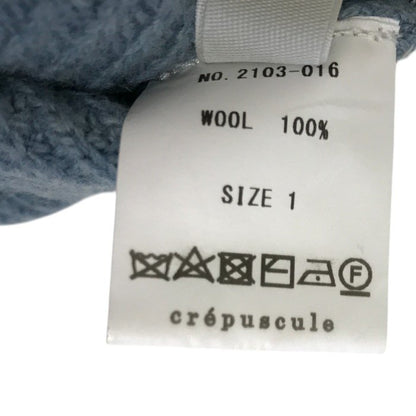 NO. 2103-016
WOOL 100%
SIZE 1
F
crépuscule